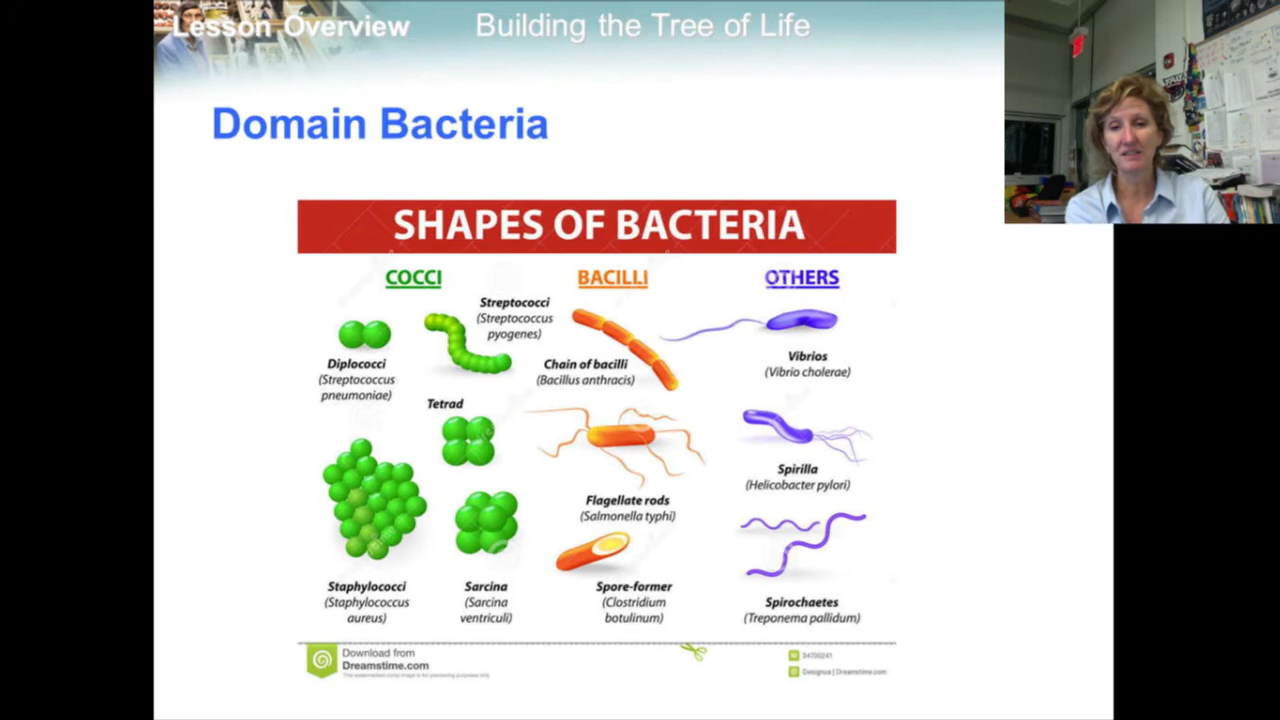 Lesson Overview
Building the Tree of Life
Domain Bacteria
SHAPES OF BACTERIA
COCCI
BACILLI
OTHERS
Diplococci
(Streptococcus
pneumoniae)
Streptococci
(Streptococcus
pyogenes)
Tetrad
Staphylococci
(Staphylococcus
aureus)
Sarcina
(Sarcina
ventriculi)
Chain of bacilli
(Bacillus anthracis)
Flagellate rods
(Salmonella typhi)
Spore-former
(Clostridium
botulinum)
Vibrios
(Vibrio cholerae)
Spirilla
(Helicobacter pylori)
Spirochaetes
(Treponema pallidum)
Download from
Dreamstime.com
This watermarked comp image is for previewing purposes only.
34700241
Designua | Dreamstime.com